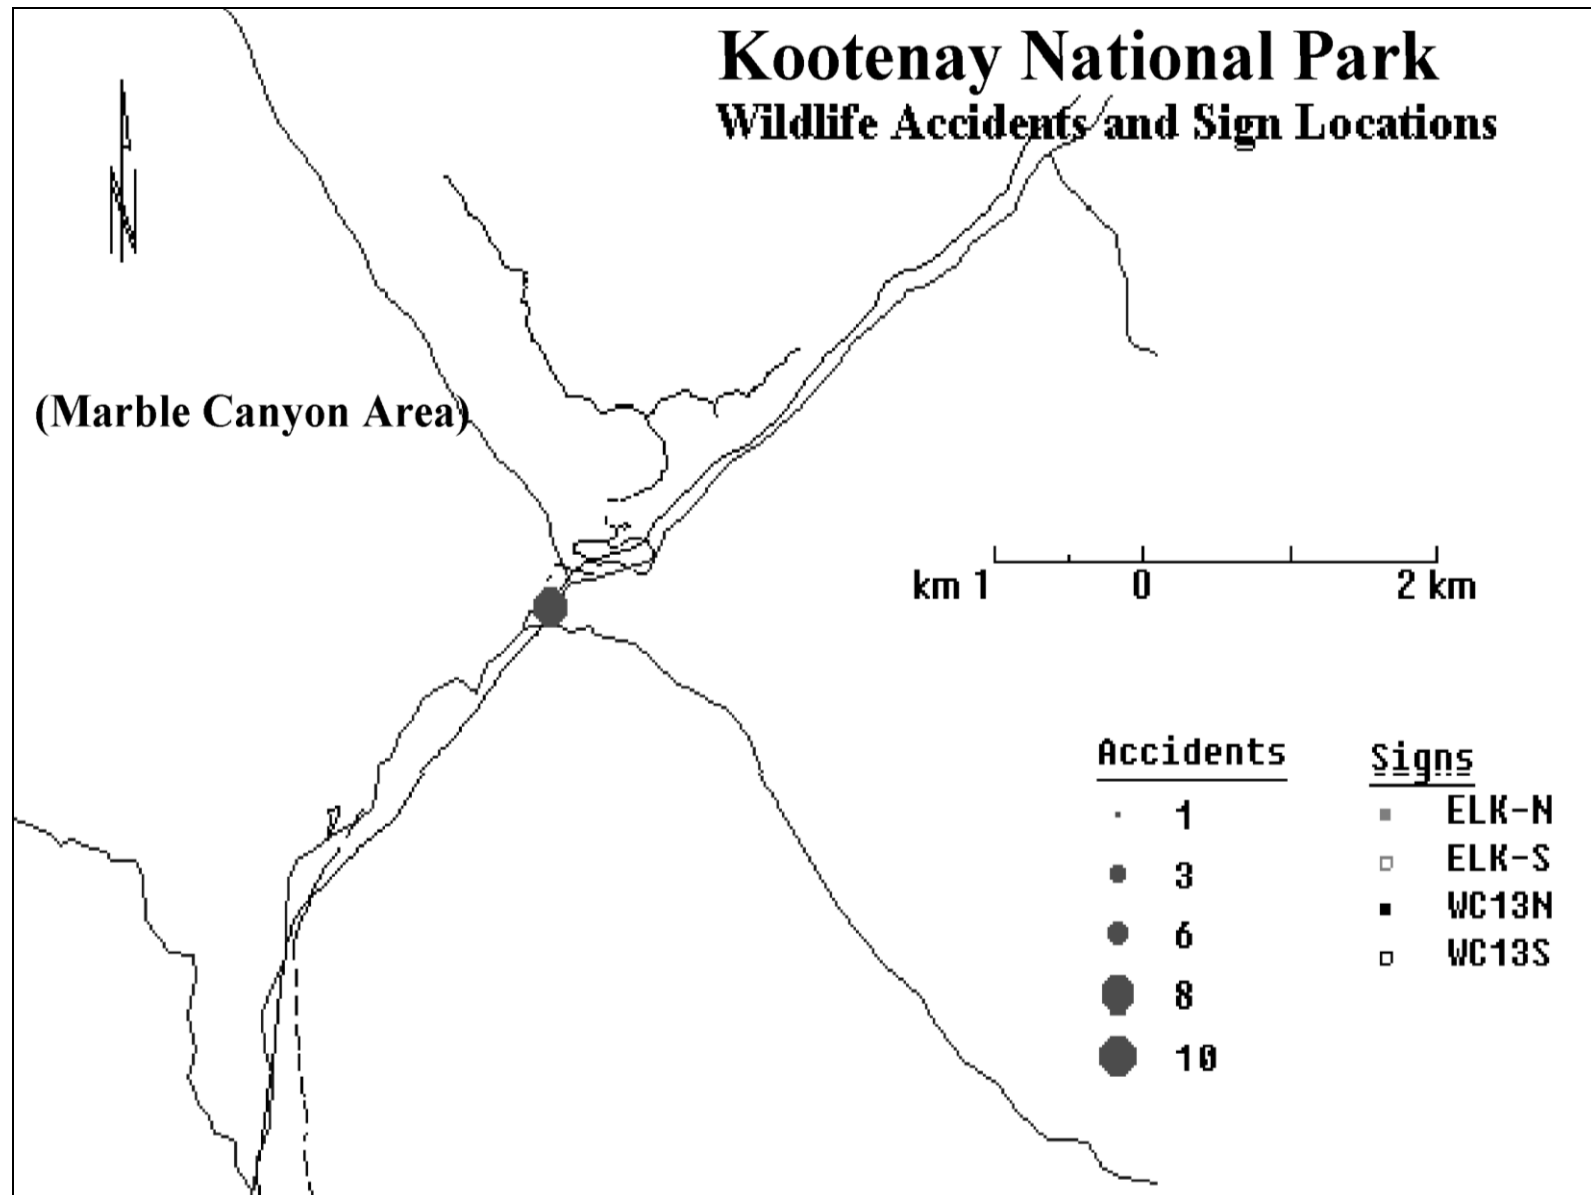 Kootenay National Park
Wildlife Accidents and Sign Locations
N
(Marble Canyon Area)
km 1 0 2 km
Accidents
1
3
6
8
10
Signs
ELK-N
ELK-S
WC13N
WC13S